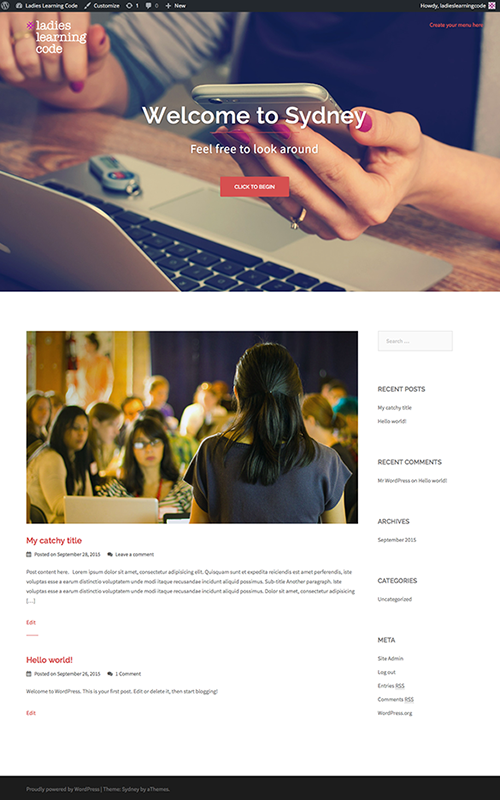 Ladies Learning Code Customize 1 0 New Howdy, ladieslearningcode
ladies
learning
code
Create your menu here
Welcome to Sydney
Feel free to look around
CLICK TO BEGIN
Search …
RECENT POSTS
My catchy title
Hello world!
RECENT COMMENTS
Mr WordPress on Hello world!
ARCHIVES
September 2015
CATEGORIES
Uncategorized
META
Site Admin
Log out
Entries RSS
Comments RSS
WordPress.org
My catchy title
Posted on September 28, 2015 Leave a comment
Post content here. Lorem ipsum dolor sit amet, consectetur adipisicing elit. Quisquam sunt et expedita reiciendis est amet perferendis, iste
voluptas esse a earum distinctio voluptatem unde modi itaque recusandae incidunt aliquid possimus. Sub-title Another paragraph. Iste
voluptas esse a earum distinctio voluptatem unde modi itaque recusandae incidunt aliquid possimus. Dolor sit amet, consectetur adipisicing
[…]
Edit
Hello world!
Posted on September 26, 2015 1 Comment
Welcome to WordPress. This is your first post. Edit or delete it, then start blogging!
Edit
Proudly powered by WordPress | Theme: Sydney by aThemes.